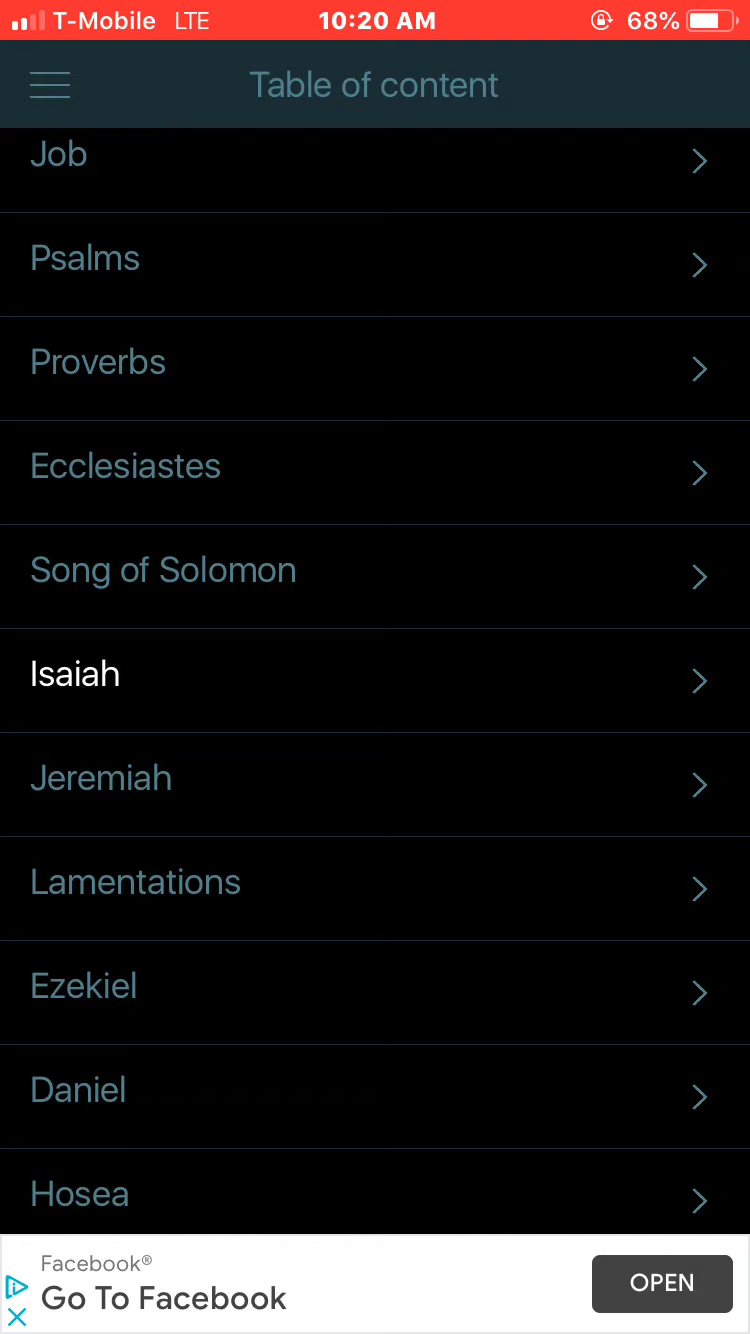 T-Mobile LTE 10:20 AM 68%
Table of content
Job
Psalms
Proverbs
Ecclesiastes
Song of Solomon
Isaiah
Jeremiah
Lamentations
Ezekiel
Daniel
Hosea
Facebook®
Go To Facebook
OPEN